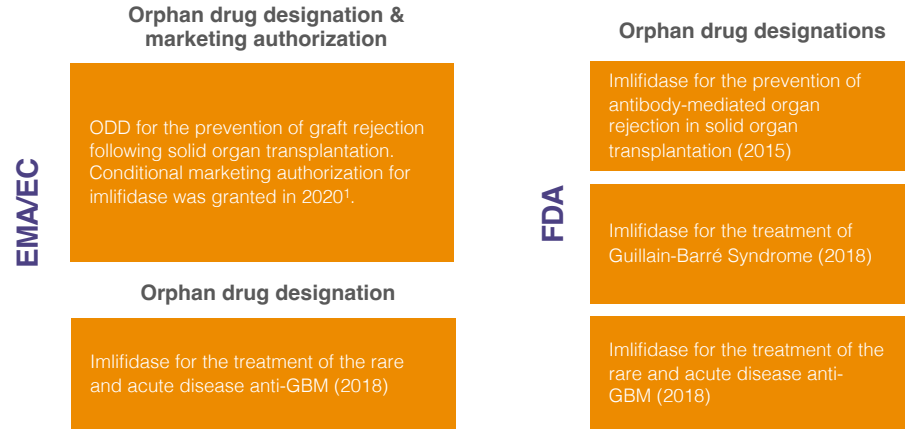 Orphan drug designation &
marketing authorization
EMA/EC
ODD for the prevention of graft rejection
following solid organ transplantation.
Conditional marketing authorization for
imlifidase was granted in 2020¹.
Orphan drug designation
Imlifidase for the treatment of the rare
and acute disease anti-GBM (2018)
Orphan drug designations
FDA
Imlifidase for the prevention of
antibody-mediated organ
rejection in solid organ
transplantation (2015)
Imlifidase for the treatment of
Guillain-Barré Syndrome (2018)
Imlifidase for the treatment of the
rare and acute disease anti-
GBM (2018)